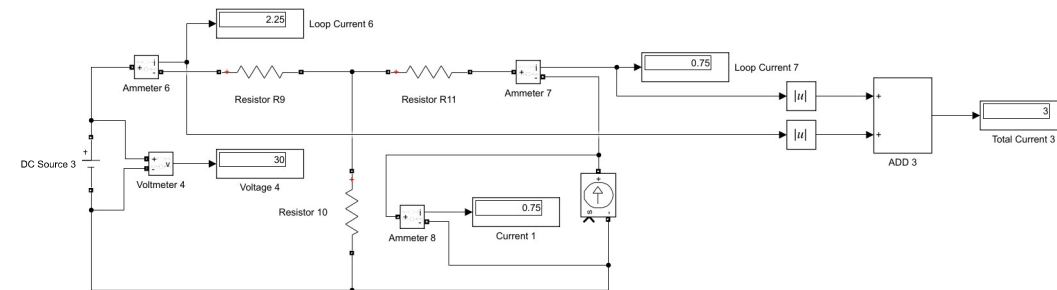 2.25
Loop Current 6
i
+
-
Ammeter 6
+
Resistor R9
+
Resistor R11
i
+
-
Ammeter 7
0.75
Loop Current 7
|u|
|u|
+
+
ADD 3
3
Total Current 3
DC Source 3
+
+
-
v
Voltmeter 4
30
Voltage 4
+
Resistor 10
i
+
-
Ammeter 8
0.75
Current 1
+
s
-